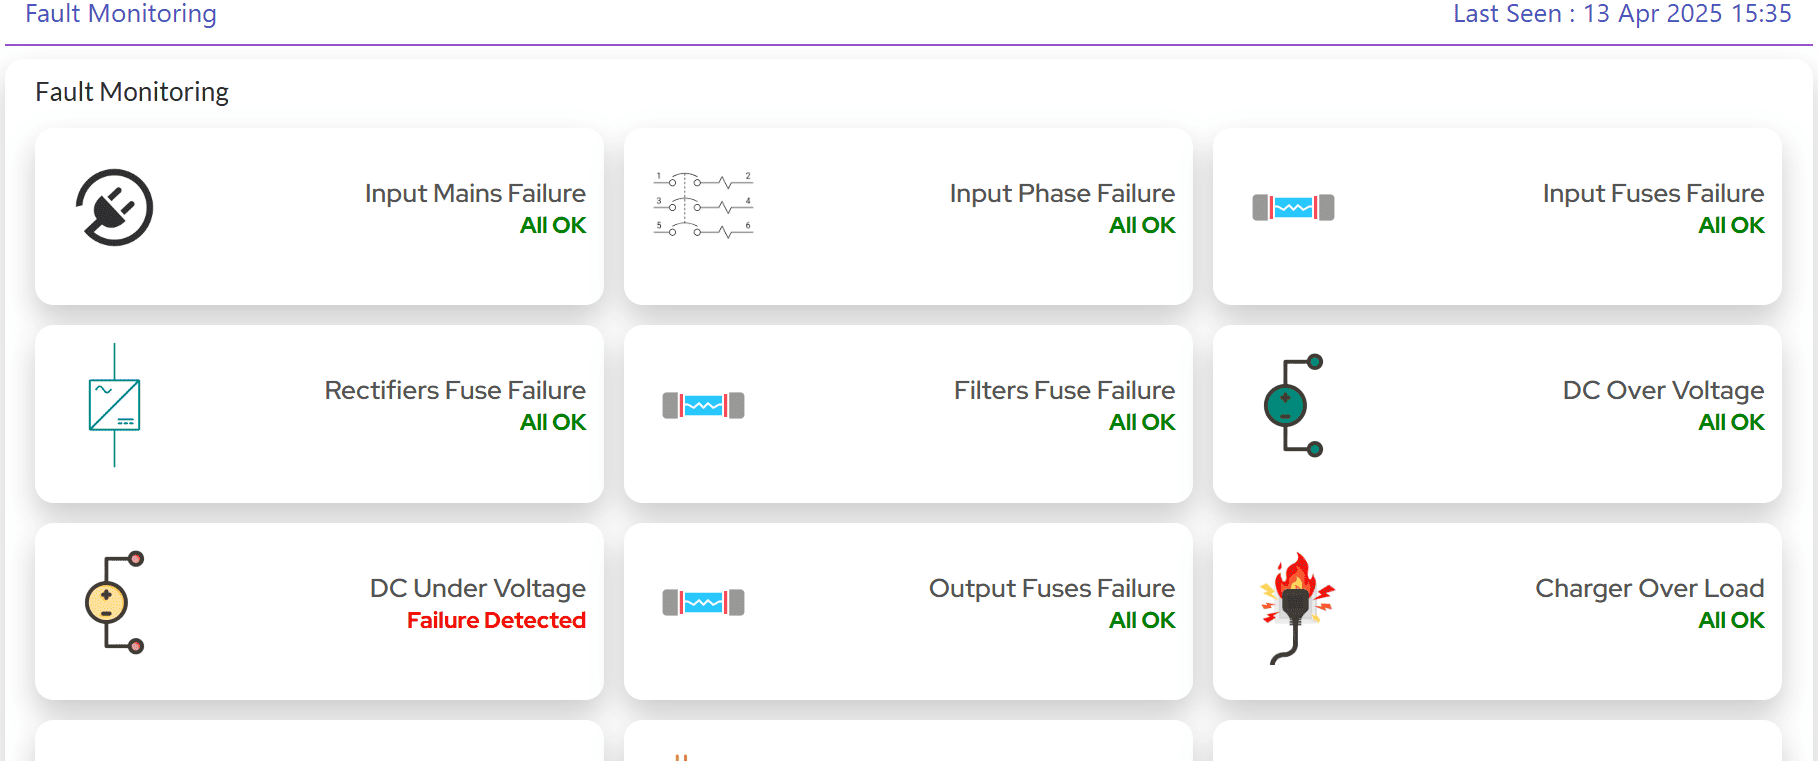 Fault Monitoring
Last Seen : 13 Apr 2025 15:35
Fault Monitoring
Input Mains Failure
All OK
1 2
3 4
5 6
Input Phase Failure
All OK
Input Fuses Failure
All OK
Rectifiers Fuse Failure
All OK
Filters Fuse Failure
All OK
DC Over Voltage
All OK
DC Under Voltage
Failure Detected
Output Fuses Failure
All OK
Charger Over Load
All OK